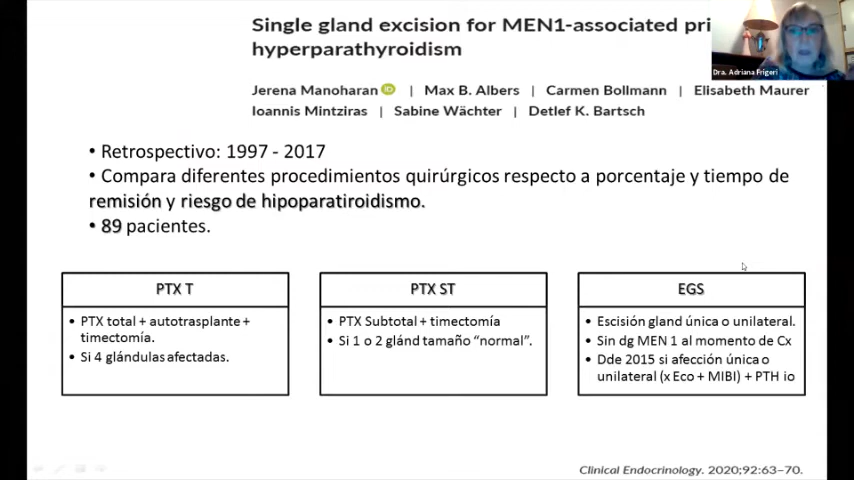 Single gland excision for MEN1-associated pri
hyperparathyroidism
Dra. Adriana Frigeri
Jerena Manoharan iD | Max B. Albers | Carmen Bollmann | Elisabeth Maurer
Ioannis Mintziras | Sabine Wächter | Detlef K. Bartsch
• Retrospectivo: 1997 - 2017
• Compara diferentes procedimientos quirúrgicos respecto a porcentaje y tiempo de
remisión y riesgo de hipoparatiroidismo.
• 89 pacientes.
PTX T
• PTX total + autotrasplante +
timectomía.
• Si 4 glándulas afectadas.
PTX ST
• PTX Subtotal + timectomía
• Si 1 o 2 glánd tamaño “normal”.
EGS
• Escisión gland única o unilateral.
• Sin dg MEN 1 al momento de Cx
• Dde 2015 si afección única o
unilateral (x Eco + MIBI) + PTH io
Clinical Endocrinology. 2020;92:63–70.